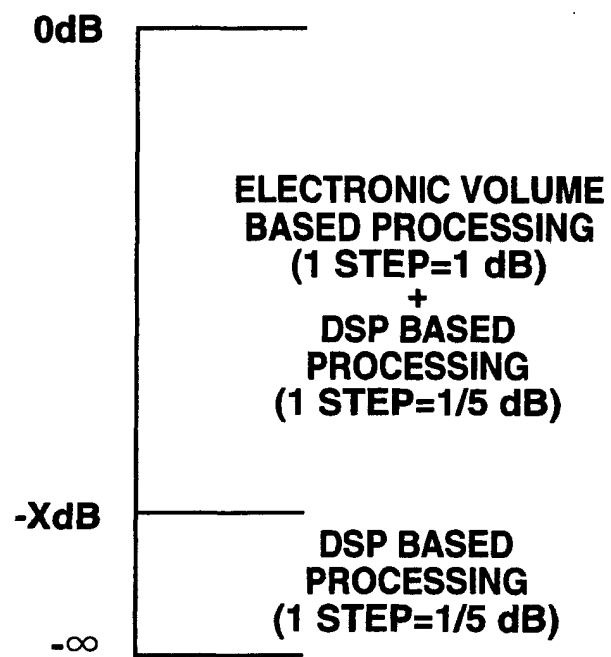 0dB
ELECTRONIC VOLUME
BASED PROCESSING
(1 STEP=1 dB)
+
DSP BASED
PROCESSING
(1 STEP=1/5 dB)
-XdB
DSP BASED
PROCESSING
(1 STEP=1/5 dB)
-∞